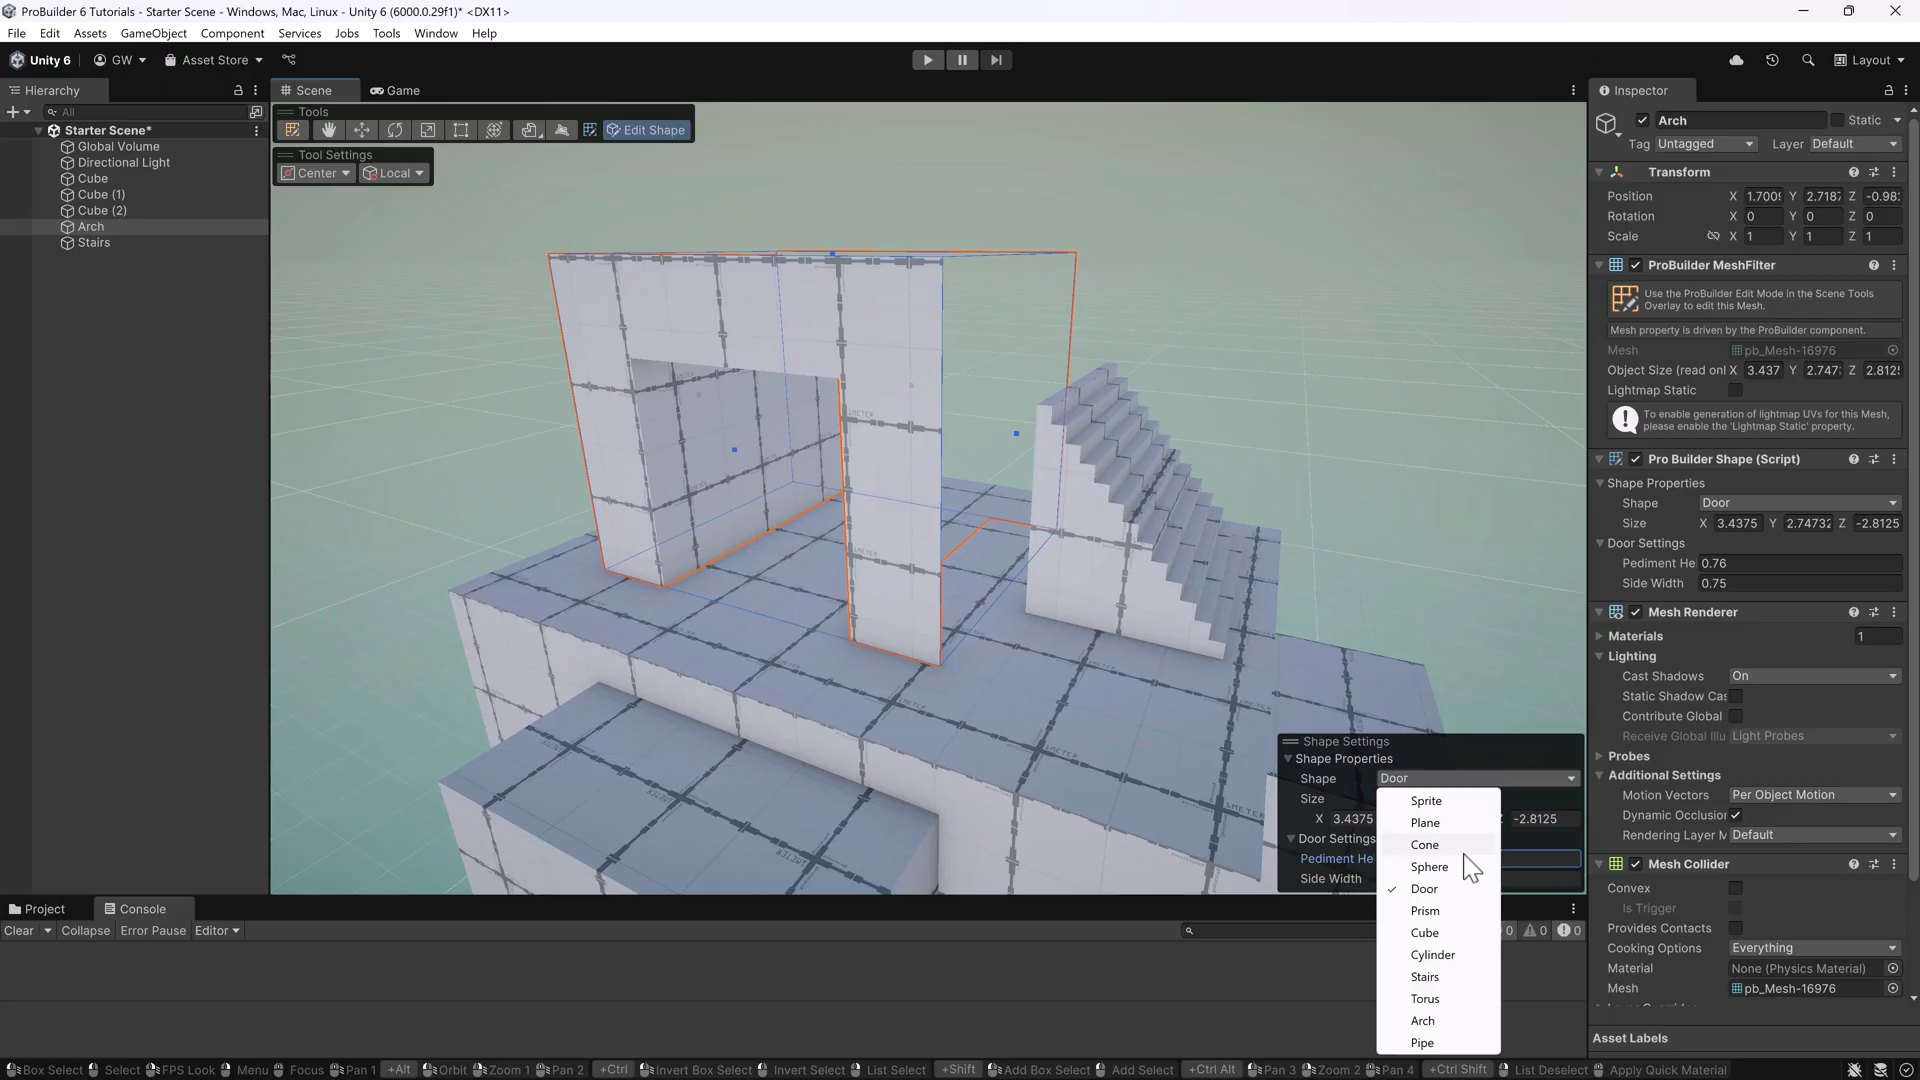 ProBuilder 6 Tutorials - Starter Scene - Windows, Mac, Linux - Unity 6 (6000.0.29f1)* <DX11>
File Edit Assets GameObject Component Services Jobs Tools Window Help
Unity 6 GW Asset Store Layout
Hierarchy
All
Starter Scene*
Global Volume
Directional Light
Cube
Cube (1)
Cube (2)
Arch
Stairs
Scene Game
Tools
Edit Shape
Tool Settings
Center Local
1METER
Shape Settings
Shape Properties
Shape Door
Size
X 3.4375 -2.8125
Door Settings
Pediment He
Side Width
Sprite
Plane
Cone
Sphere
Door
Prism
Cube
Cylinder
Stairs
Torus
Arch
Pipe
Project Console
Clear Collapse Error Pause Editor 0 0 0
Inspector
Arch Static
Tag Untagged Layer Default
Transform
Position X 1.700 Y 2.7187 Z -0.98
Rotation X 0 Y 0 Z 0
Scale X 1 Y 1 Z 1
ProBuilder MeshFilter
Use the ProBuilder Edit Mode in the Scene Tools
Overlay to edit this Mesh.
Mesh property is driven by the ProBuilder component.
Mesh pb_Mesh-16976
Object Size (read onl X 3.437 Y 2.747 Z 2.812
Lightmap Static
To enable generation of lightmap UVs for this Mesh,
please enable the 'Lightmap Static' property.
Pro Builder Shape (Script)
Shape Properties
Shape Door
Size X 3.4375 Y 2.74732 Z -2.8125
Door Settings
Pediment He 0.76
Side Width 0.75
Mesh Renderer
Materials 1
Lighting
Cast Shadows On
Static Shadow Cas
Contribute Global
Receive Global Illu Light Probes
Probes
Additional Settings
Motion Vectors Per Object Motion
Dynamic Occlusion
Rendering Layer M Default
Mesh Collider
Convex
Is Trigger
Provides Contacts
Cooking Options Everything
Material None (Physics Material)
Mesh pb_Mesh-16976
Asset Labels
Box Select Select FPS Look Menu Focus Pan 1 +Alt Orbit Zoom 1 Pan 2 +Ctrl Invert Box Select Invert Select List Select +Shift Add Box Select Add Select +Ctrl Alt Pan 3 Zoom 2 Pan 4 +Ctrl Shift List Deselect Apply Quick Material